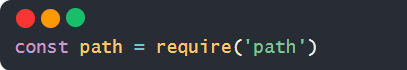 const path = require('path')